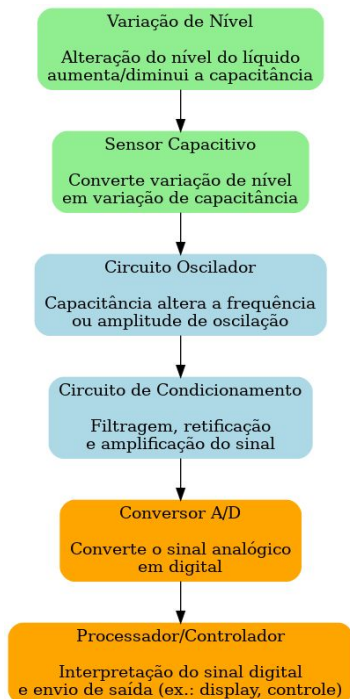 Variação de Nível
Alteração do nível do líquido
aumenta/diminui a capacitância
Sensor Capacitivo
Converte variação de nível
em variação de capacitância
Circuito Oscilador
Capacitância altera a frequência
ou amplitude de oscilação
Circuito de Condicionamento
Filtragem, retificação
e amplificação do sinal
Conversor A/D
Converte o sinal analógico
em digital
Processador/Controlador
Interpretação do sinal digital
e envio de saída (ex.: display, controle)